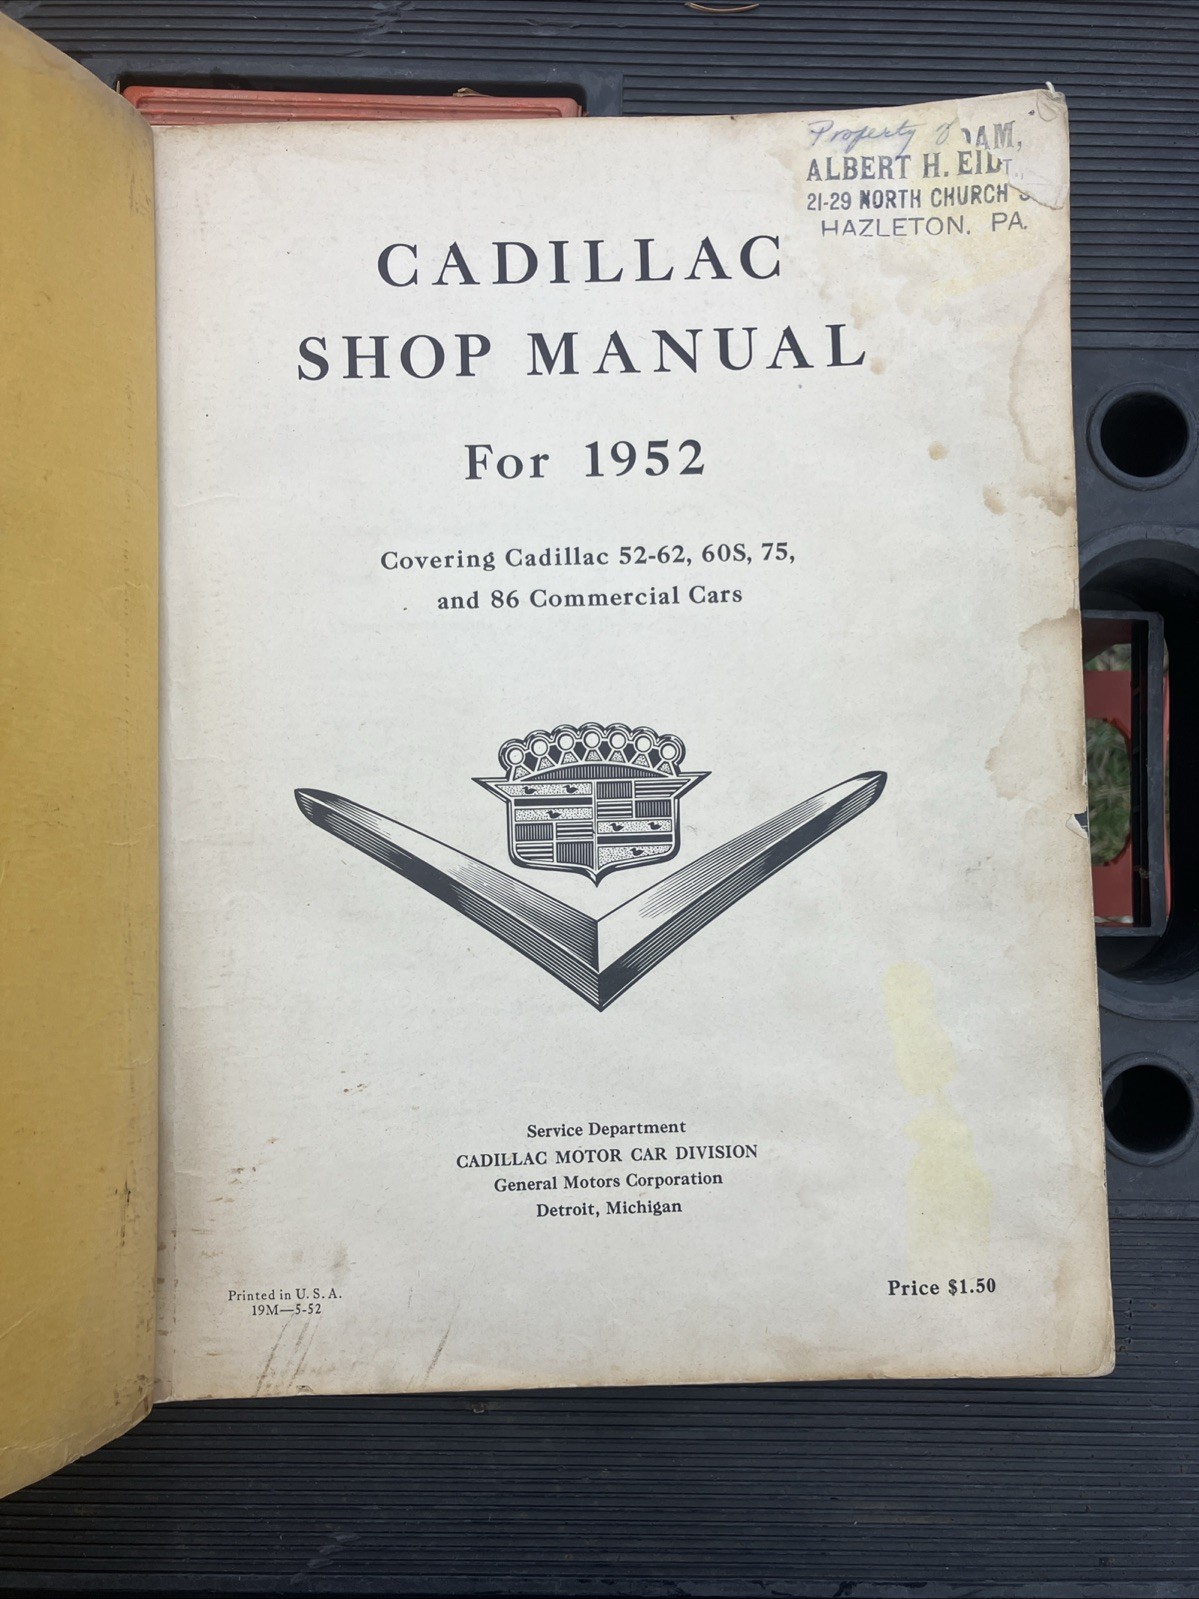 Property of
ALBERT H.
21-29 NORTH CHURCH
HAZLETON, PA.
CADILLAC
SHOP MANUAL
For 1952
Covering Cadillac 52-62, 60S, 75,
and 86 Commercial Cars
Service Department
CADILLAC MOTOR CAR DIVISION
General Motors Corporation
Detroit, Michigan
Printed in U. S. A.
19M—5-52
Price $1.50